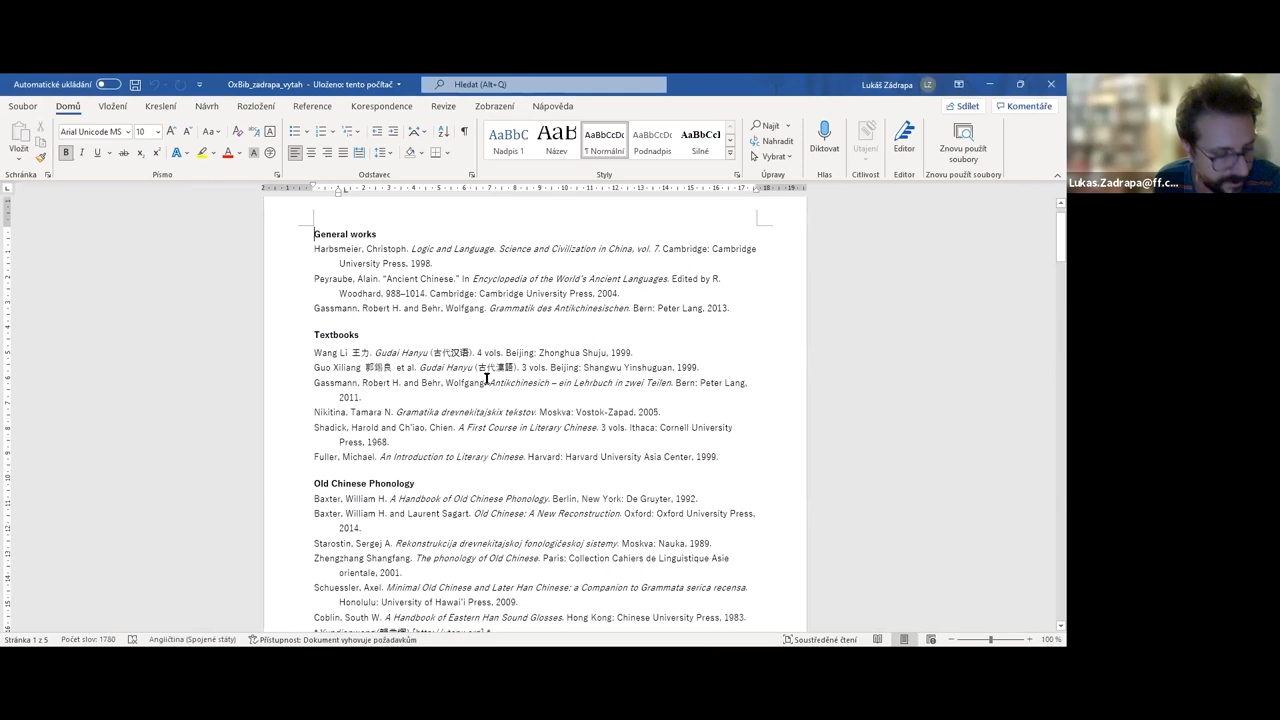 Automatické ukládání
OxBib_zadrapa_vytah - Uloženo: tento počítač
Hledat (Alt+Q)
Lukáš Zádrapa LZ
Soubor Domů Vložení Kreslení Návrh Rozložení Reference Korespondence Revize Zobrazení Nápověda
Sdílet Komentáře
Vložit
Arial Unicode MS 10
AaBbC Nadpis 1
AaBb Název
AaBbCcDc Normální
AaBbCcDc Podnadpis
AaBbCcl Silné
Najít
Nahradit
Vybrat
Diktovat
Utajení
Editor
Znovu použít soubory
Schránka Písmo Odstavec Styly Úpravy Hlas Citlivost Editor Znovu použít soubory
Lukas.Zadrapa@ff.c...
General works
Harbsmeier, Christoph. Logic and Language. Science and Civilization in China, vol. 7. Cambridge: Cambridge
University Press, 1998.
Peyraube, Alain. “Ancient Chinese.” In Encyclopedia of the World’s Ancient Languages. Edited by R.
Woodhard, 988–1014. Cambridge: Cambridge University Press, 2004.
Gassmann, Robert H. and Behr, Wolfgang. Grammatik des Antikchinesischen. Bern: Peter Lang, 2013.
Textbooks
Wang Li 王力. Gudai Hanyu (古代汉语). 4 vols. Beijing: Zhonghua Shuju, 1999.
Guo Xiliang 郭錫良 et al. Gudai Hanyu (古代漢語). 3 vols. Beijing: Shangwu Yinshuguan, 1999.
Gassmann, Robert H. and Behr, Wolfgang. Antikchinesich – ein Lehrbuch in zwei Teilen. Bern: Peter Lang,
2011.
Nikitina, Tamara N. Gramatika drevnekitajskix tekstov. Moskva: Vostok-Zapad, 2005.
Shadick, Harold and Ch’iao, Chien. A First Course in Literary Chinese. 3 vols. Ithaca: Cornell University
Press, 1968.
Fuller, Michael. An Introduction to Literary Chinese. Harvard: Harvard University Asia Center, 1999.
Old Chinese Phonology
Baxter, William H. A Handbook of Old Chinese Phonology. Berlin, New York: De Gruyter, 1992.
Baxter, William H. and Laurent Sagart. Old Chinese: A New Reconstruction. Oxford: Oxford University Press,
2014.
Starostin, Sergej A. Rekonstrukcija drevnekitajskoj fonologičeskoj sistemy. Moskva: Nauka, 1989.
Zhengzhang Shangfang. The phonology of Old Chinese. Paris: Collection Cahiers de Linguistique Asie
orientale, 2001.
Schuessler, Axel. Minimal Old Chinese and Later Han Chinese: a Companion to Grammata serica recensa.
Honolulu: University of Hawai’i Press, 2009.
Coblin, South W. A Handbook of Eastern Han Sound Glosses. Hong Kong: Chinese University Press, 1983.
Stránka 1 z 5 Počet slov: 1780 Angličtina (Spojené státy) Přístupnost: Dokument vyhovuje požadavkům
Soustředěné čtení
100 %